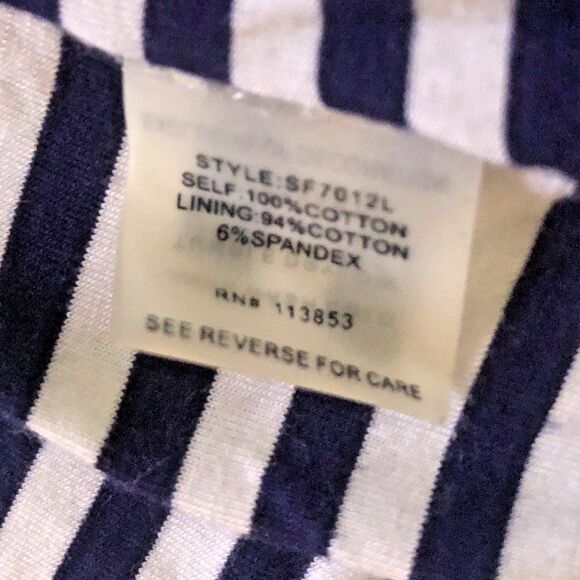 STYLE:SF7012L
SELF:100%COTTON
LINING:94%COTTON
6%SPANDEX
RN# 113853
SEE REVERSE FOR CARE